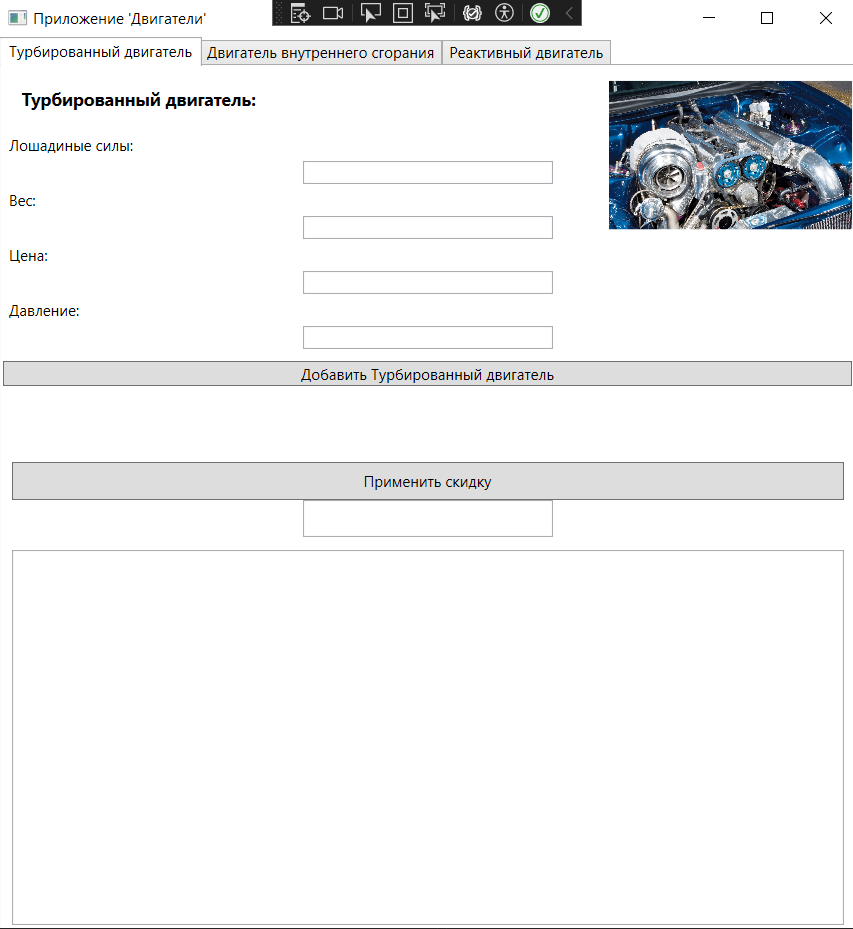 Приложение 'Двигатели'
Турбированный двигатель
Двигатель внутреннего сгорания
Реактивный двигатель
Турбированный двигатель:
Лошадиные силы:
Вес:
Цена:
Давление:
Добавить Турбированный двигатель
Применить скидку